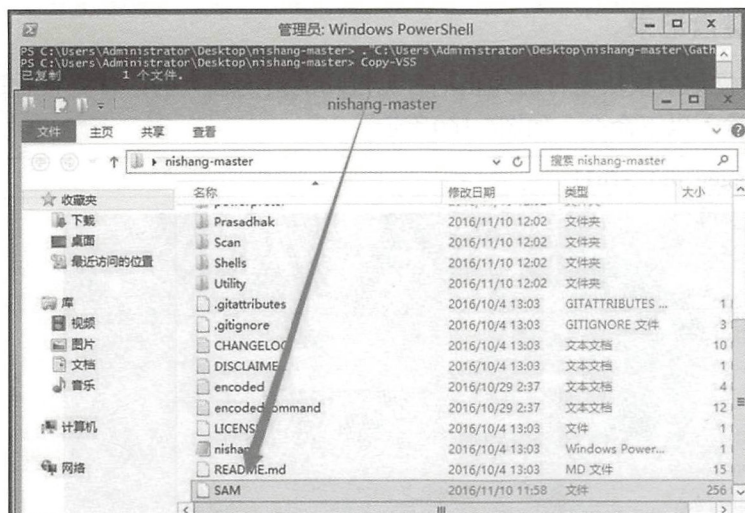 管理员: Windows PowerShell
PS C:\Users\Administrator\Desktop\nishang-master> ."C:\Users\Administrator\Desktop\nishang-master\Gath
PS C:\Users\Administrator\Desktop\nishang-master> Copy-VSS
已复制 1 个文件。
nishang-master
文件 主页 共享 查看
nishang-master 搜索 nishang-master
名称 修改日期 类型 大小
收藏夹
下载
桌面
最近访问的位置
库
视频
图片
文档
音乐
计算机
网络
Prasadhak 2016/11/10 12:02 文件夹
Scan 2016/11/10 12:02 文件夹
Shells 2016/11/10 12:02 文件夹
Utility 2016/11/10 12:02 文件夹
.gitattributes 2016/10/4 13:03 GITATTRIBUTES ... 1
.gitignore 2016/10/4 13:03 GITIGNORE 文件 3
CHANGELOG 2016/10/4 13:03 文本文档 10
DISCLAIME 2016/10/4 13:03 文本文档 1
encoded 2016/10/29 2:37 文本文档 4
encodedcommand 2016/10/29 2:37 文本文档 12
LICENS 2016/10/4 13:03 文件 1
nishan 2016/10/4 13:03 Windows Power... 1
README.md 2016/10/4 13:03 MD 文件 15
SAM 2016/11/10 11:58 文件 256